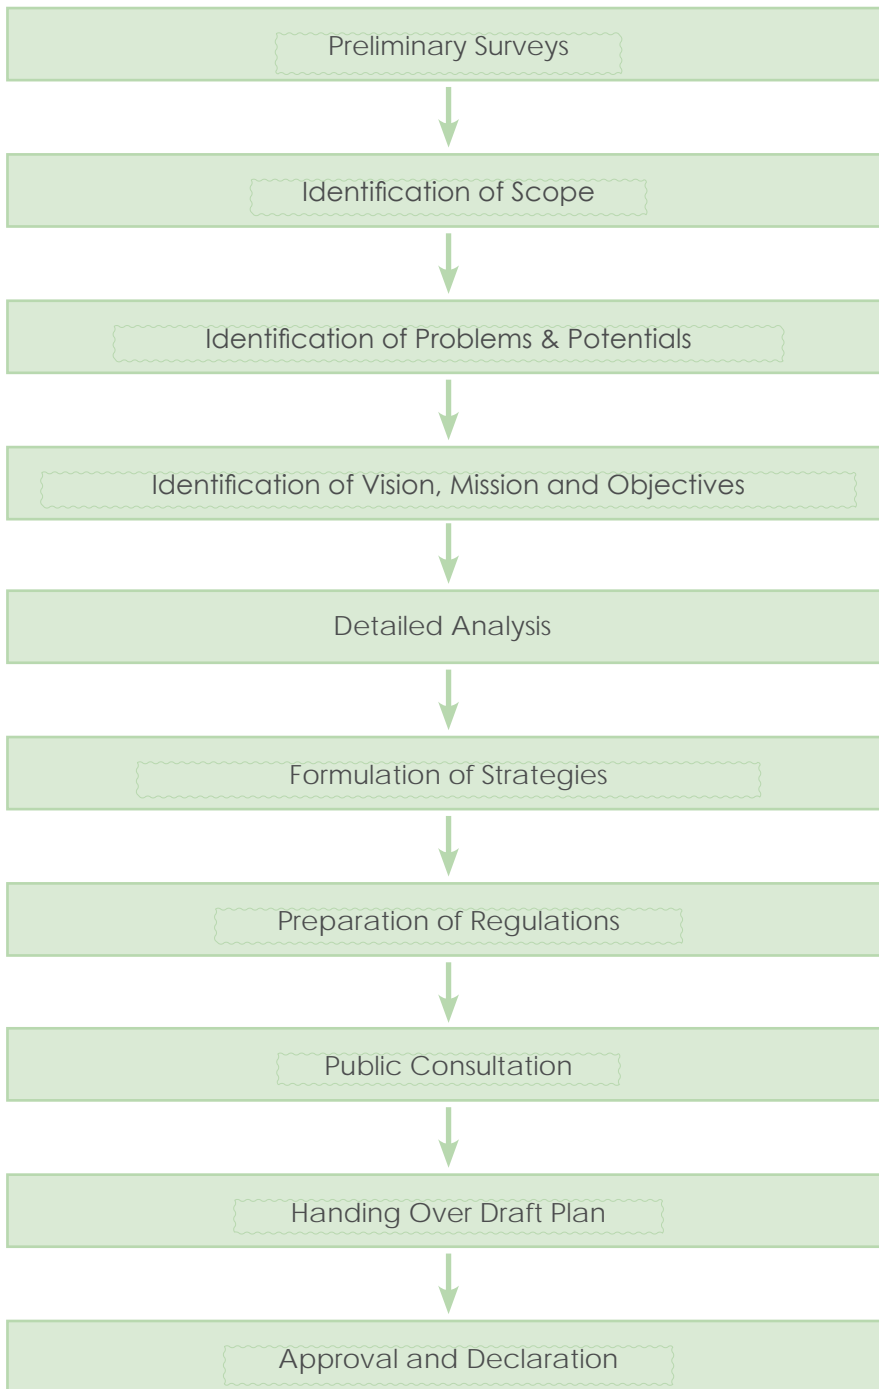 Preliminary Surveys
Identification of Scope
Identification of Problems & Potentials
Identification of Vision, Mission and Objectives
Detailed Analysis
Formulation of Strategies
Preparation of Regulations
Public Consultation
Handing Over Draft Plan
Approval and Declaration